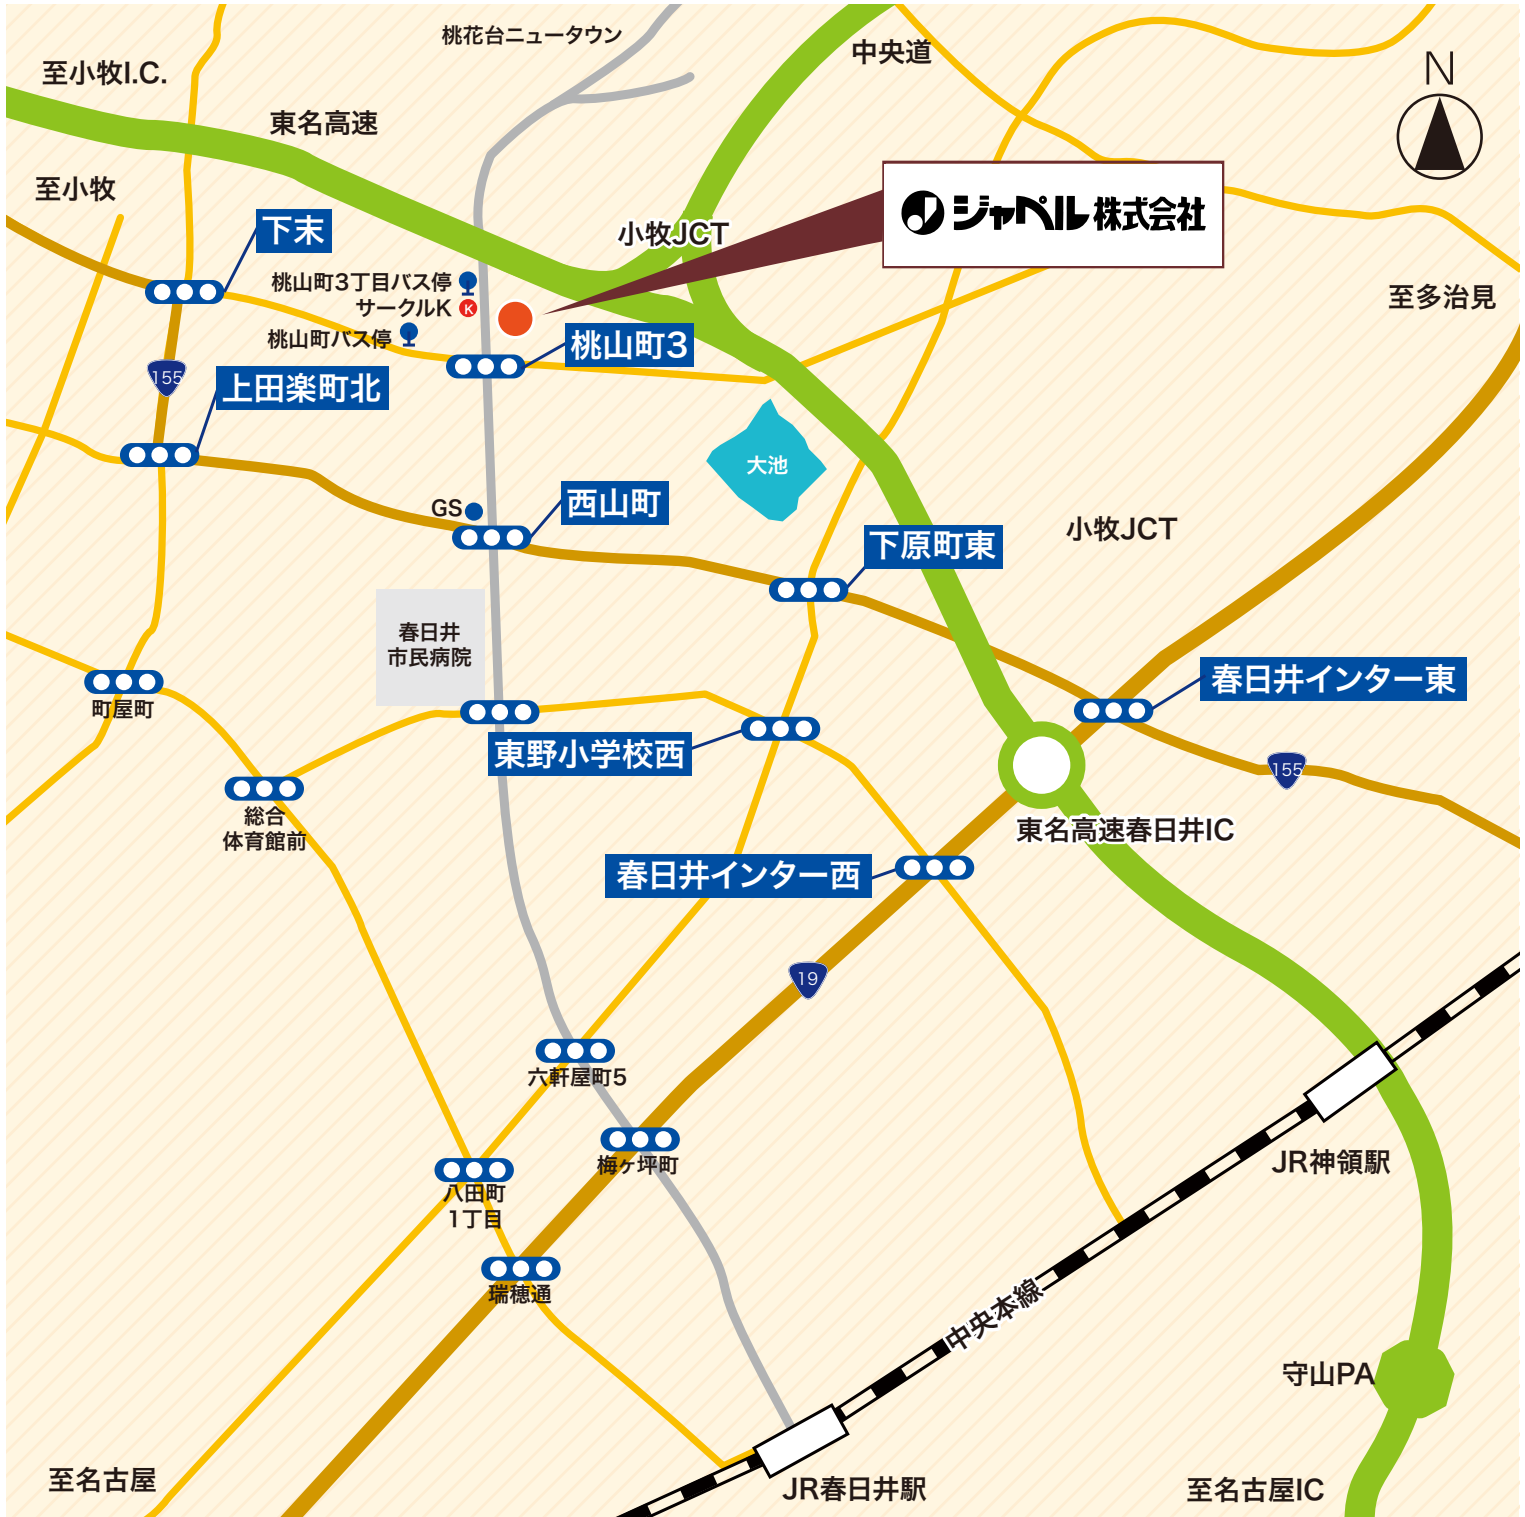 桃花台ニュータウン
中央道
至小牧I.C.
N
東名高速
至小牧
ジャペル株式会社
下末
小牧JCT
桃山町3丁目バス停
サークルK
K
至多治見
桃山町バス停
桃山町3
155
上田楽町北
大池
GS
西山町
小牧JCT
下原町東
春日井
市民病院
春日井インター東
町屋町
東野小学校西
155
総合
体育館前
東名高速春日井IC
春日井インター西
19
六軒屋町5
梅ヶ坪町
JR神領駅
八田町
1丁目
瑞穂通
中央本線
守山PA
至名古屋
JR春日井駅
至名古屋IC